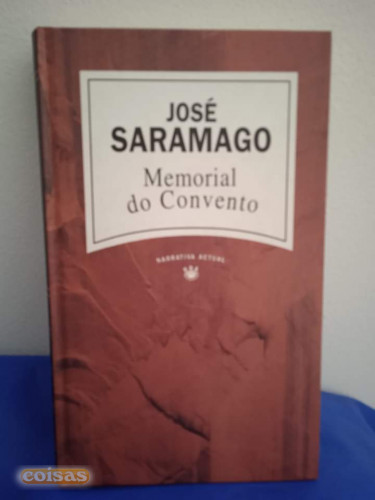 JOSÉ
SARAMAGO
Memorial
do Convento
NARRATIVA ACTUAL
coisas